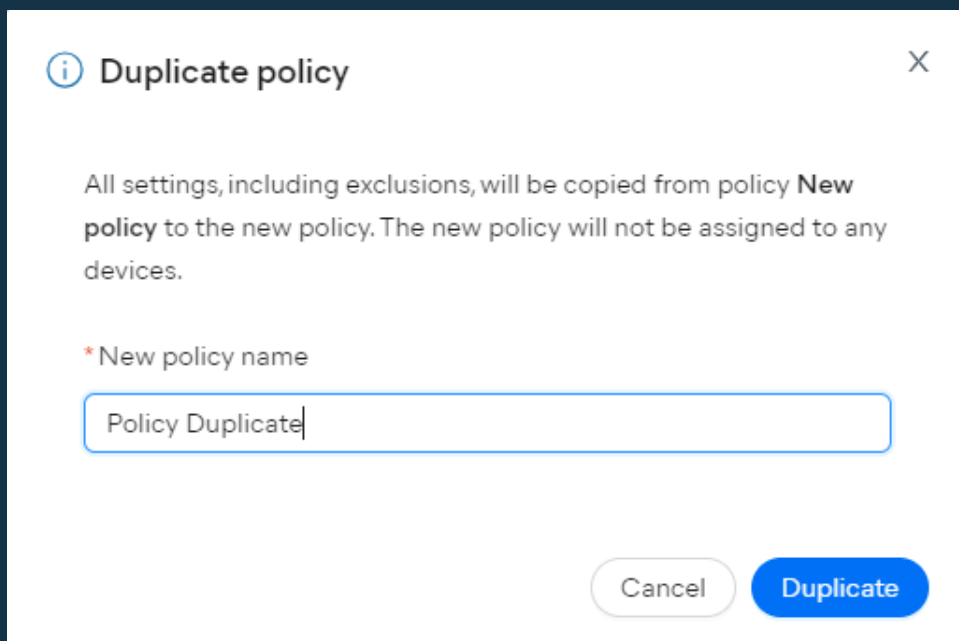 Duplicate policy
All settings, including exclusions, will be copied from policy New
policy to the new policy. The new policy will not be assigned to any
devices.
* New policy name
Policy Duplicate
Cancel Duplicate